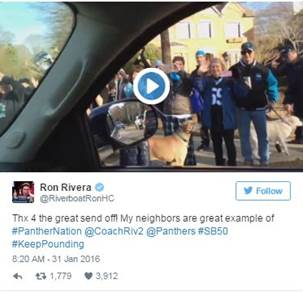 Ron Rivera
@RiverboatRonHC
Follow
Thx 4 the great send off! My neighbors are great example of
#PantherNation @CoachRiv2 @Panthers #SB50
#KeepPounding
8:20 AM - 31 Jan 2016
1,779 3,912